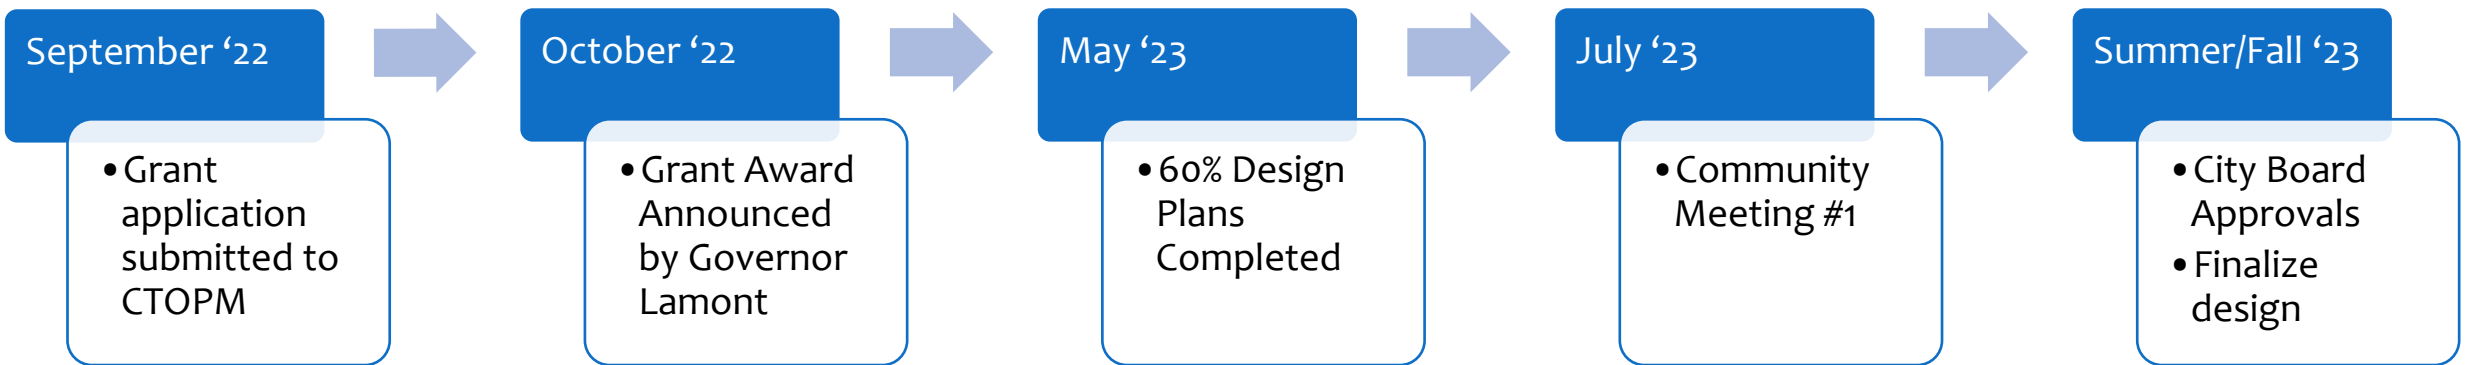 September ‘22
• Grant
application
submitted to
CTOPM
October ‘22
• Grant Award
Announced
by Governor
Lamont
May ‘23
• 60% Design
Plans
Completed
July ‘23
• Community
Meeting #1
Summer/Fall ‘23
• City Board
Approvals
• Finalize
design